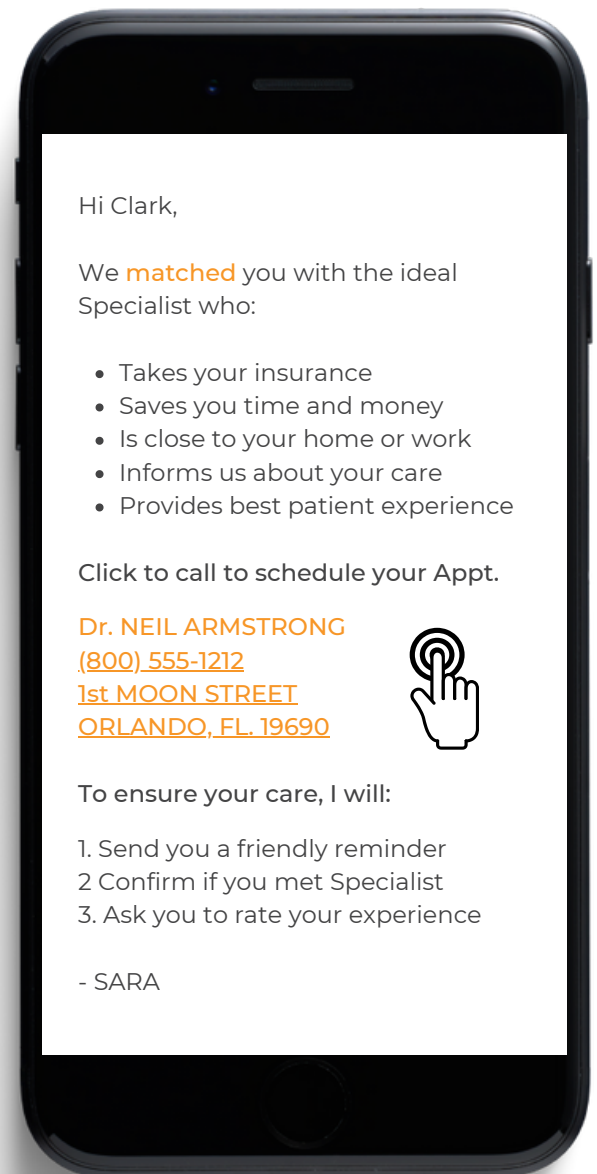 Hi Clark,
We matched you with the ideal
Specialist who:
• Takes your insurance
• Saves you time and money
• Is close to your home or work
• Informs us about your care
• Provides best patient experience
Click to call to schedule your Appt.
Dr. NEIL ARMSTRONG
(800) 555-1212
1st MOON STREET
ORLANDO, FL. 19690
To ensure your care, I will:
1. Send you a friendly reminder
2 Confirm if you met Specialist
3. Ask you to rate your experience
- SARA